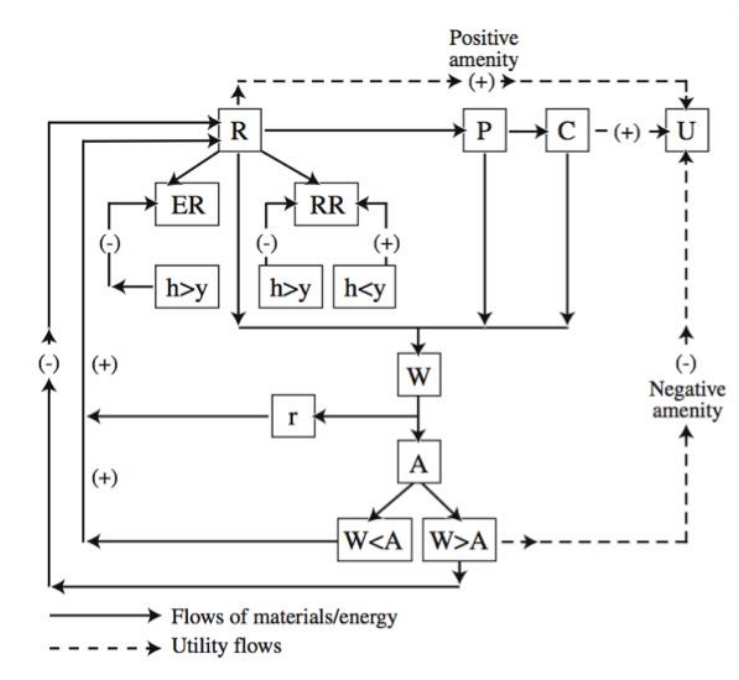 Positive
amenity
(+)
R
P
C
(+)
U
ER
RR
(-)
(-)
(+)
h>y
h>y
h<y
(-)
(+)
W
(-)
Negative
amenity
r
A
(+)
W<A
W>A
Flows of materials/energy
Utility flows